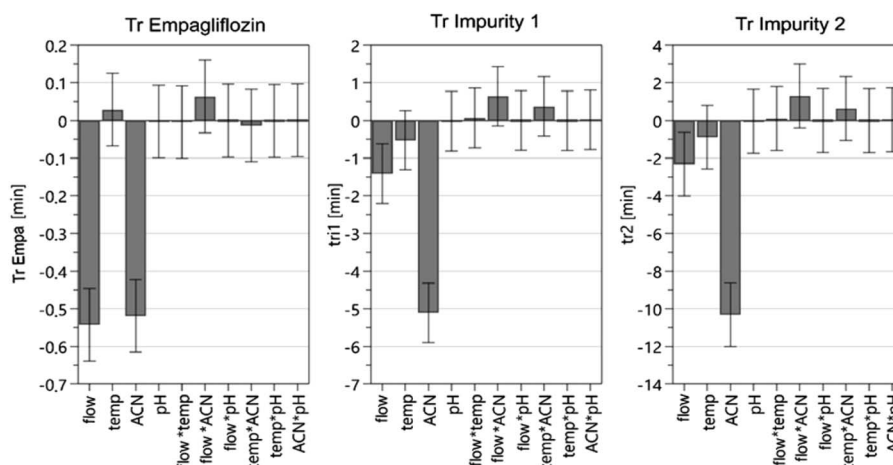 Tr Empagliflozin
Tr Empa [min]
0.2
0.1
0
-0.1
-0.2
-0.3
-0.4
-0.5
-0.6
-0.7
flow
temp
ACN
pH
flow *temp
flow *ACN
flow*pH
temp*ACN
temp*pH
ACN*pH
Tr Impurity 1
tri1 [min]
2
1
0
-1
-2
-3
-4
-5
-6
-7
flow
temp
ACN
pH
flow*temp
flow*ACN
flow*pH
temp*ACN
temp*pH
ACN*pH
Tr Impurity 2
tr2 [min]
4
2
0
-2
-4
-6
-8
-10
-12
-14
flow
temp
ACN
pH
flow*temp
flow*ACN
flow*pH
temp*ACN
temp*pH